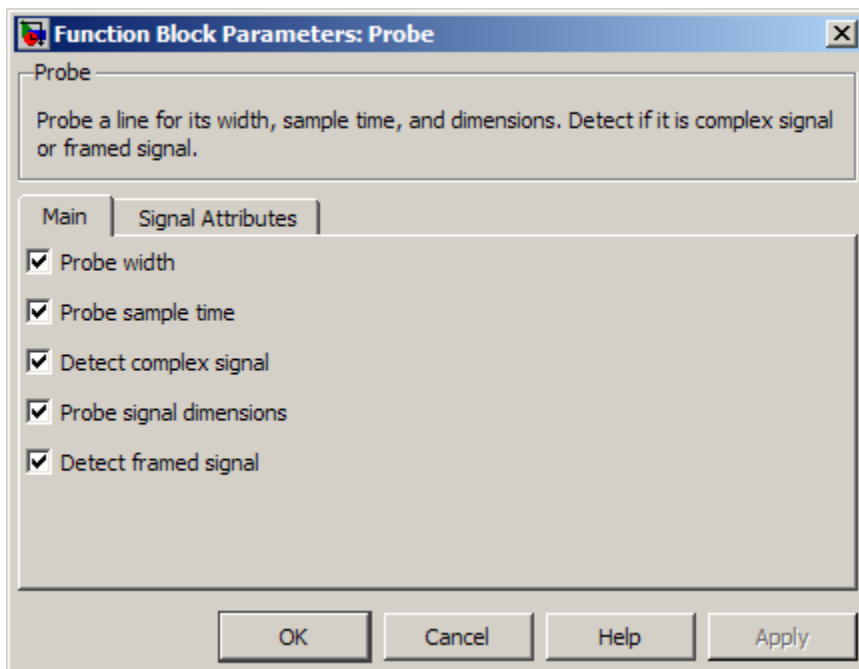 Function Block Parameters: Probe
Probe
Probe a line for its width, sample time, and dimensions. Detect if it is complex signal
or framed signal.
Main
Signal Attributes
Probe width
Probe sample time
Detect complex signal
Probe signal dimensions
Detect framed signal
OK
Cancel
Help
Apply